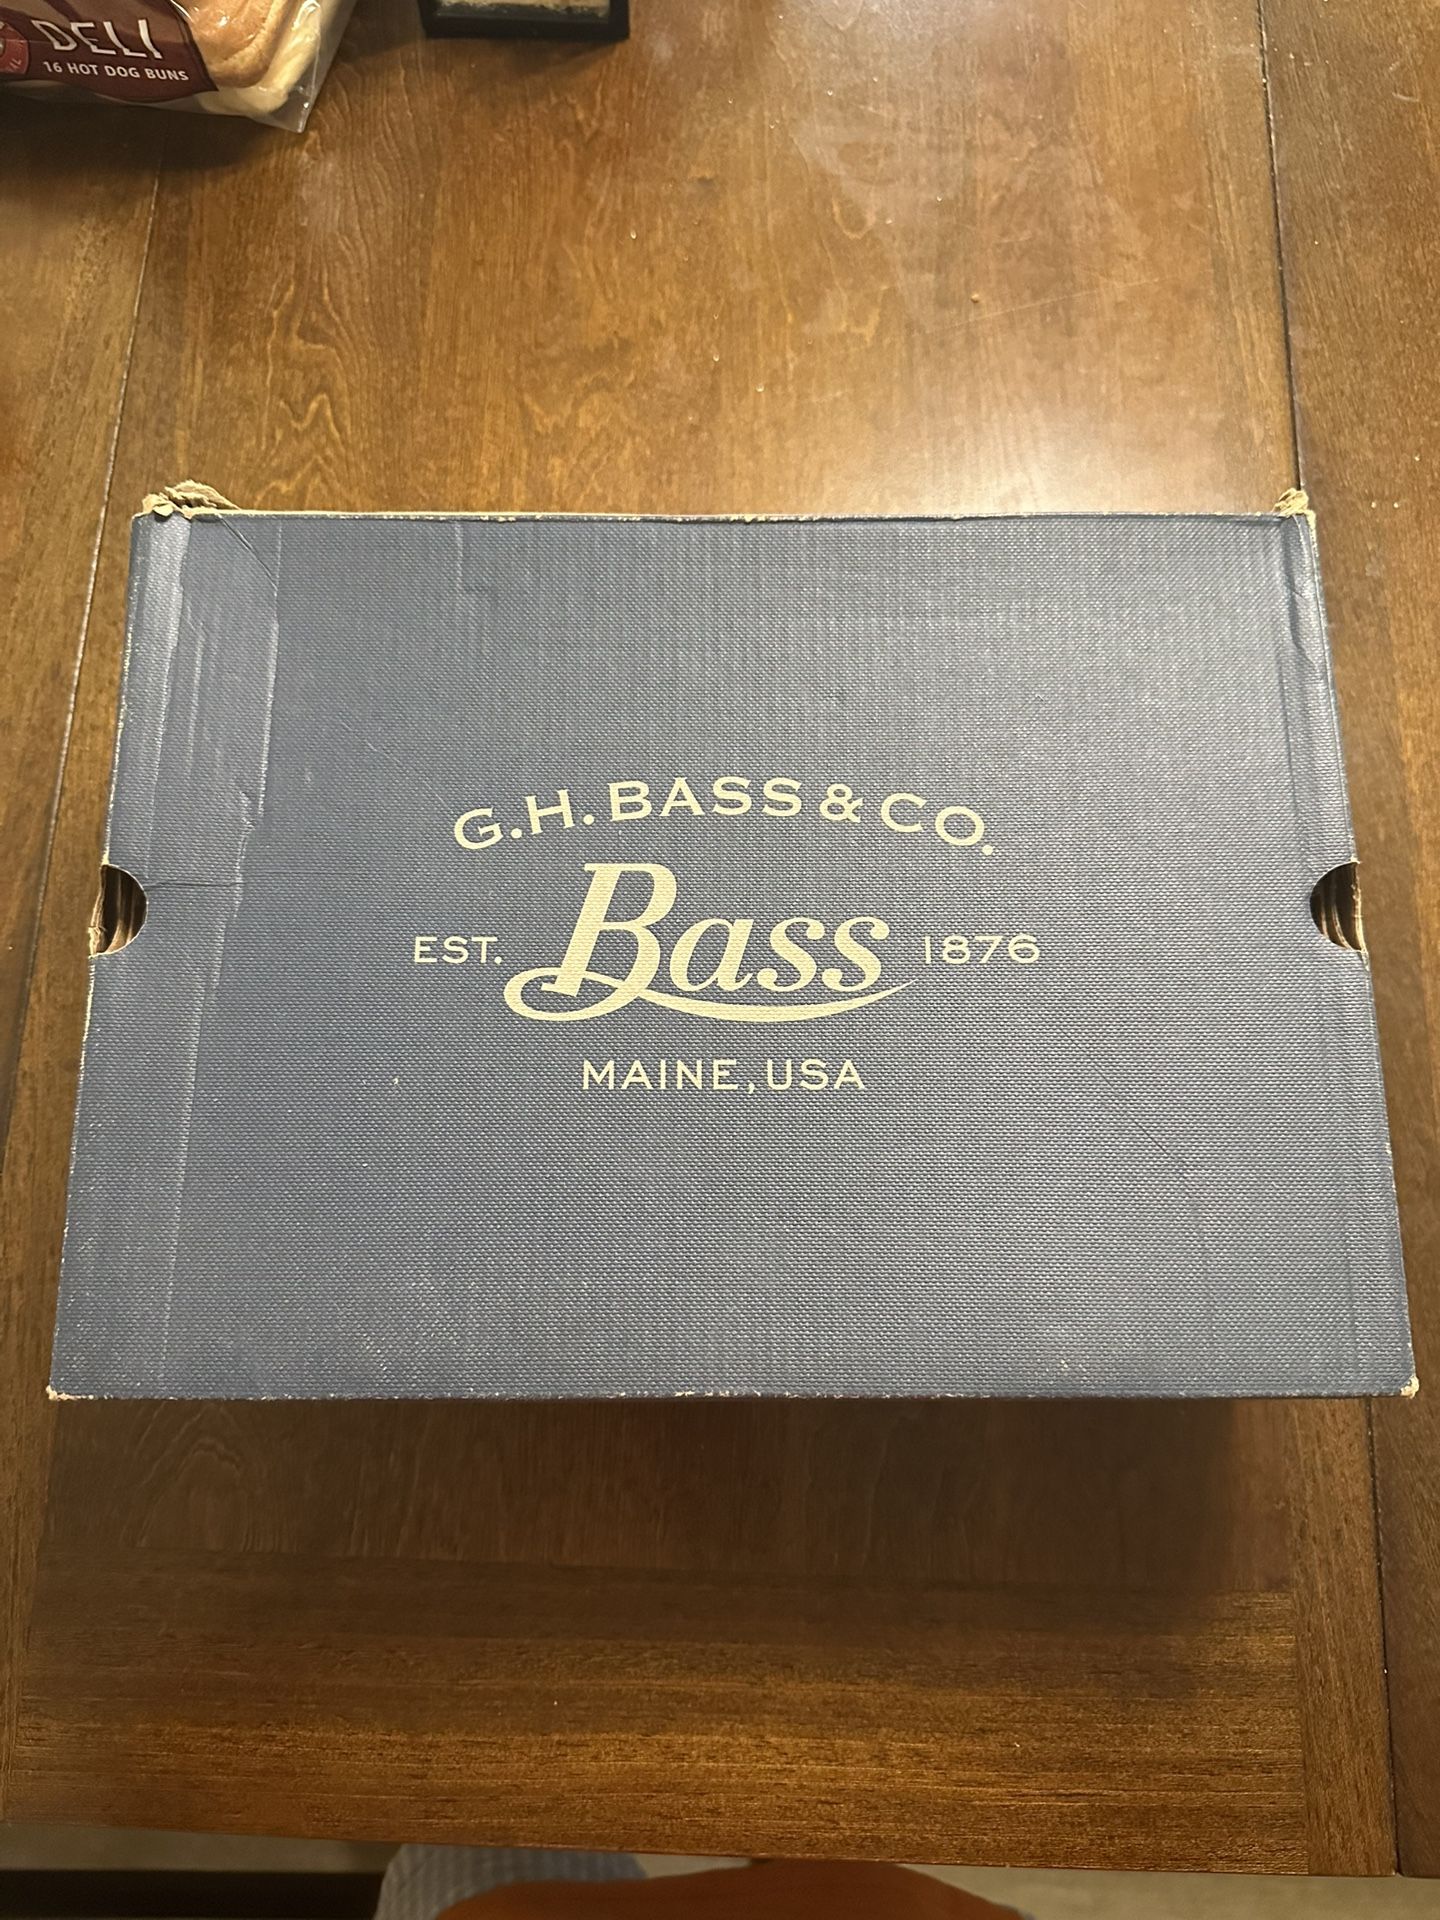 DELI
16 HOT DOG BUNS
G.H. BASS & CO.
EST. Bass 1876
MAINE, USA